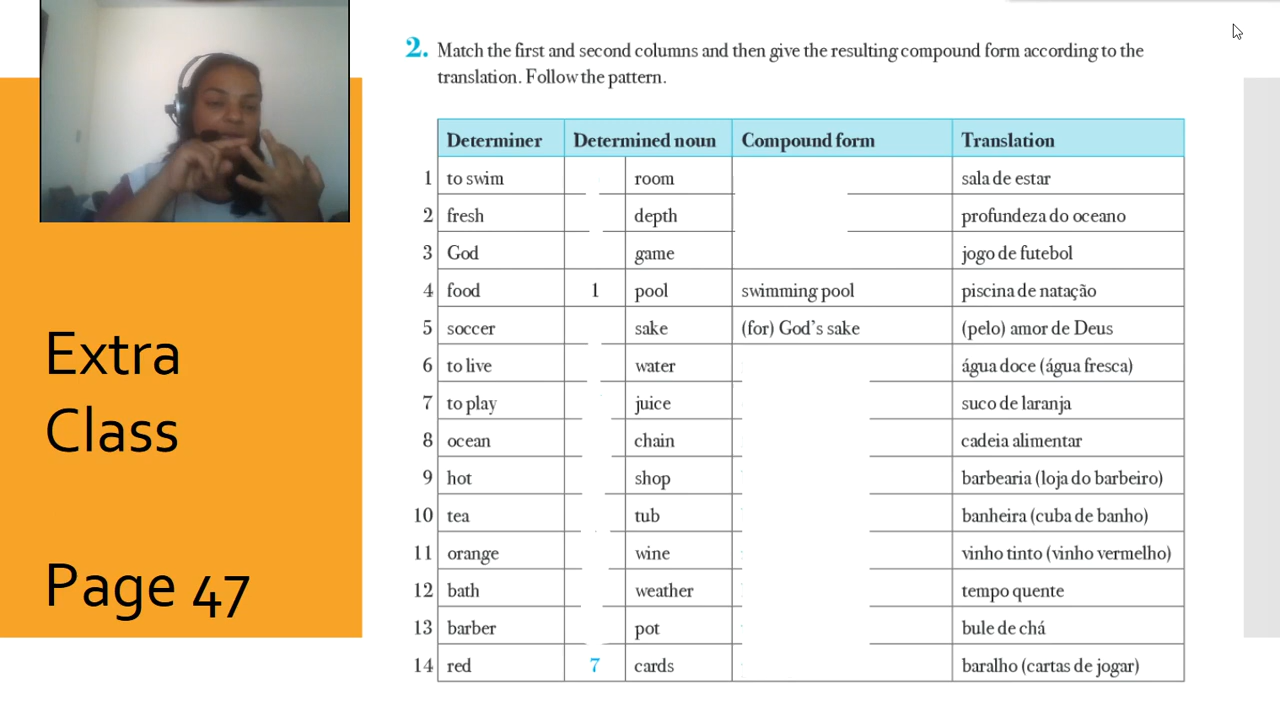 Extra
Class
Page 47
2. Match the first and second columns and then give the resulting compound form according to the
translation. Follow the pattern.
Determiner Determined noun Compound form Translation
1 to swim room sala de estar
2 fresh depth profundeza do oceano
3 God game jogo de futebol
4 food 1 pool swimming pool piscina de natação
5 soccer sake (for) God's sake (pelo) amor de Deus
6 to live water água doce (água fresca)
7 to play juice suco de laranja
8 ocean chain cadeia alimentar
9 hot shop barbearia (loja do barbeiro)
10 tea tub banheira (cuba de banho)
11 orange wine vinho tinto (vinho vermelho)
12 bath weather tempo quente
13 barber pot bule de chá
14 red 7 cards baralho (cartas de jogar)